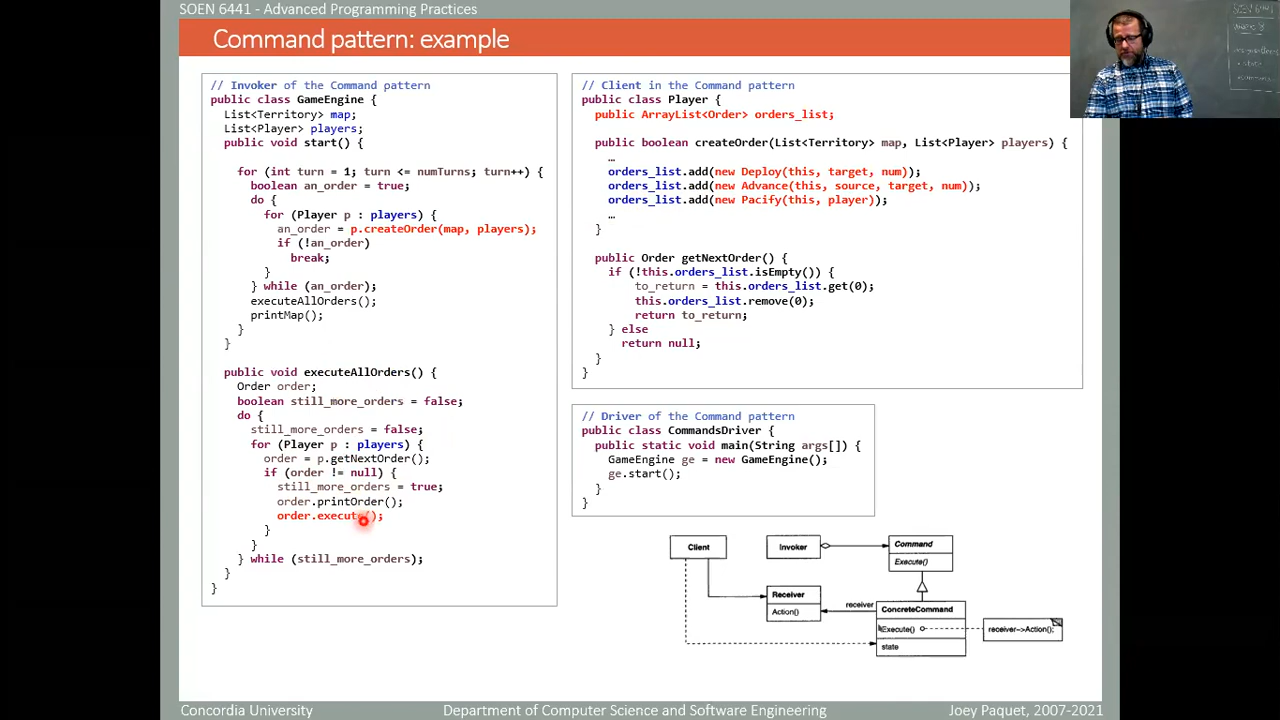 SOEN 6441 - Advanced Programming Practices
Command pattern: example
// Invoker of the Command pattern
public class GameEngine {
List<Territory> map;
List<Player> players;
public void start() {
for (int turn = 1; turn <= numTurns; turn++) {
boolean an_order = true;
do {
for (Player p : players) {
an_order = p.createOrder(map, players);
if (!an_order)
break;
}
} while (an_order);
executeAllOrders();
printMap();
}
}
public void executeAllOrders() {
Order order;
boolean still_more_orders = false;
do {
still_more_orders = false;
for (Player p : players) {
order = p.getNextOrder();
if (order != null) {
still_more_orders = true;
order.printOrder();
order.execute();
}
}
} while (still_more_orders);
}
}
// Client in the Command pattern
public class Player {
public ArrayList<Order> orders_list;
public boolean createOrder(List<Territory> map, List<Player> players) {
…
orders_list.add(new Deploy(this, target, num));
orders_list.add(new Advance(this, source, target, num));
orders_list.add(new Pacify(this, player));
…
}
public Order getNextOrder() {
if (!this.orders_list.isEmpty()) {
to_return = this.orders_list.get(0);
this.orders_list.remove(0);
return to_return;
} else
return null;
}
}
// Driver of the Command pattern
public class CommandsDriver {
public static void main(String args[]) {
GameEngine ge = new GameEngine();
ge.start();
}
}
Client
Invoker
Command
Execute()
Receiver
Action()
receiver
ConcreteCommand
Execute()
state
receiver->Action();
Concordia University
Department of Computer Science and Software Engineering
Joey Paquet, 2007-2021